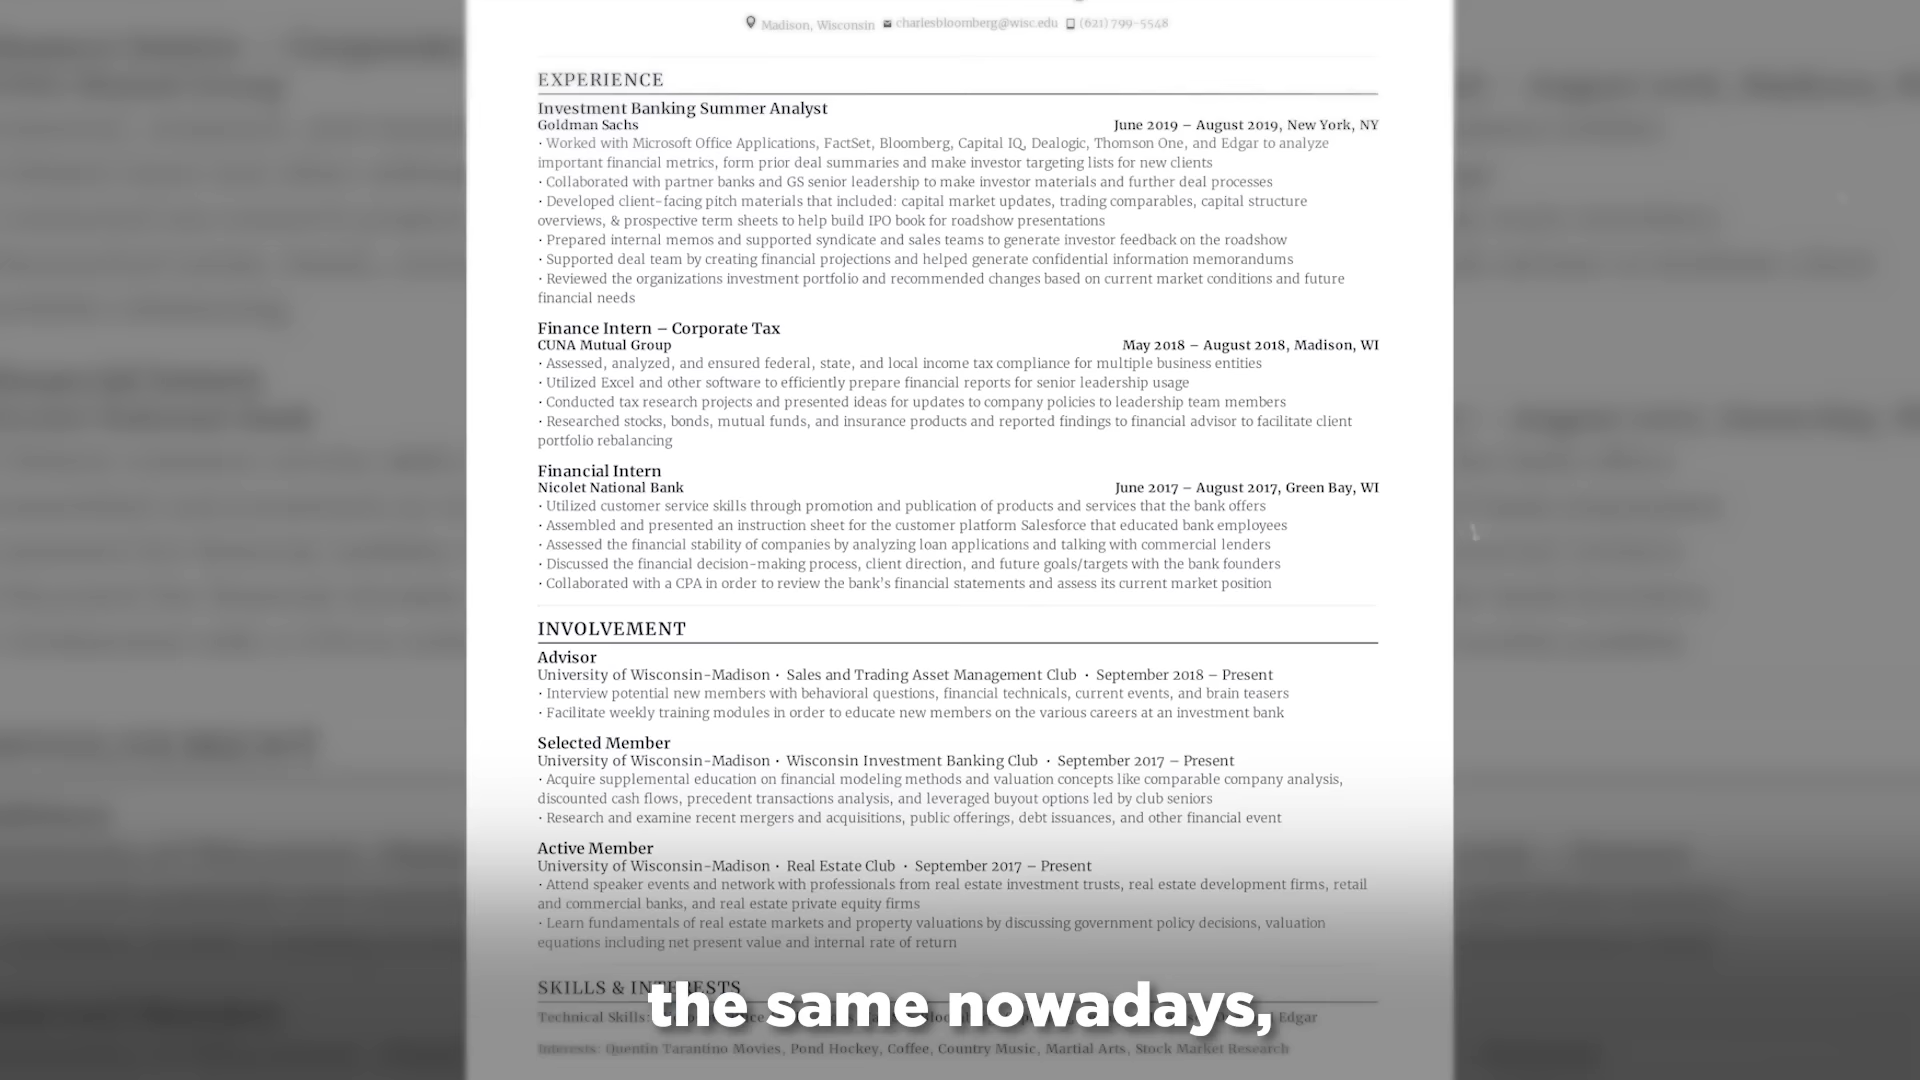 Madison, Wisconsin charlesbloomberg@wisc.edu (621) 799-5548
EXPERIENCE
Investment Banking Summer Analyst
Goldman Sachs June 2019 – August 2019, New York, NY
· Worked with Microsoft Office Applications, FactSet, Bloomberg, Capital IQ, Dealogic, Thomson One, and Edgar to analyze
important financial metrics, form prior deal summaries and make investor targeting lists for new clients
· Collaborated with partner banks and GS senior leadership to make investor materials and further deal processes
· Developed client-facing pitch materials that included: capital market updates, trading comparables, capital structure
overviews, & prospective term sheets to help build IPO book for roadshow presentations
· Prepared internal memos and supported syndicate and sales teams to generate investor feedback on the roadshow
· Supported deal team by creating financial projections and helped generate confidential information memorandums
· Reviewed the organizations investment portfolio and recommended changes based on current market conditions and future
financial needs
Finance Intern – Corporate Tax
CUNA Mutual Group May 2018 – August 2018, Madison, WI
· Assessed, analyzed, and ensured federal, state, and local income tax compliance for multiple business entities
· Utilized Excel and other software to efficiently prepare financial reports for senior leadership usage
· Conducted tax research projects and presented ideas for updates to company policies to leadership team members
· Researched stocks, bonds, mutual funds, and insurance products and reported findings to financial advisor to facilitate client
portfolio rebalancing
Financial Intern
Nicolet National Bank June 2017 – August 2017, Green Bay, WI
· Utilized customer service skills through promotion and publication of products and services that the bank offers
· Assembled and presented an instruction sheet for the customer platform Salesforce that educated bank employees
· Assessed the financial stability of companies by analyzing loan applications and talking with commercial lenders
· Discussed the financial decision-making process, client direction, and future goals/targets with the bank founders
· Collaborated with a CPA in order to review the bank's financial statements and assess its current market position
INVOLVEMENT
Advisor
University of Wisconsin-Madison · Sales and Trading Asset Management Club · September 2018 – Present
· Interview potential new members with behavioral questions, financial technicals, current events, and brain teasers
· Facilitate weekly training modules in order to educate new members on the various careers at an investment bank
Selected Member
University of Wisconsin-Madison · Wisconsin Investment Banking Club · September 2017 – Present
· Acquire supplemental education on financial modeling methods and valuation concepts like comparable company analysis,
discounted cash flows, precedent transactions analysis, and leveraged buyout options led by club seniors
· Research and examine recent mergers and acquisitions, public offerings, debt issuances, and other financial event
Active Member
University of Wisconsin-Madison · Real Estate Club · September 2017 – Present
· Attend speaker events and network with professionals from real estate investment trusts, real estate development firms, retail
and commercial banks, and real estate private equity firms
· Learn fundamentals of real estate markets and property valuations by discussing government policy decisions, valuation
equations including net present value and internal rate of return
SKILLS & INTERESTS
the same nowadays,
Technical Skills: Edgar
Interests: Quentin Tarantino Movies, Pond Hockey, Coffee, Country Music, Martial Arts, Stock Market Research